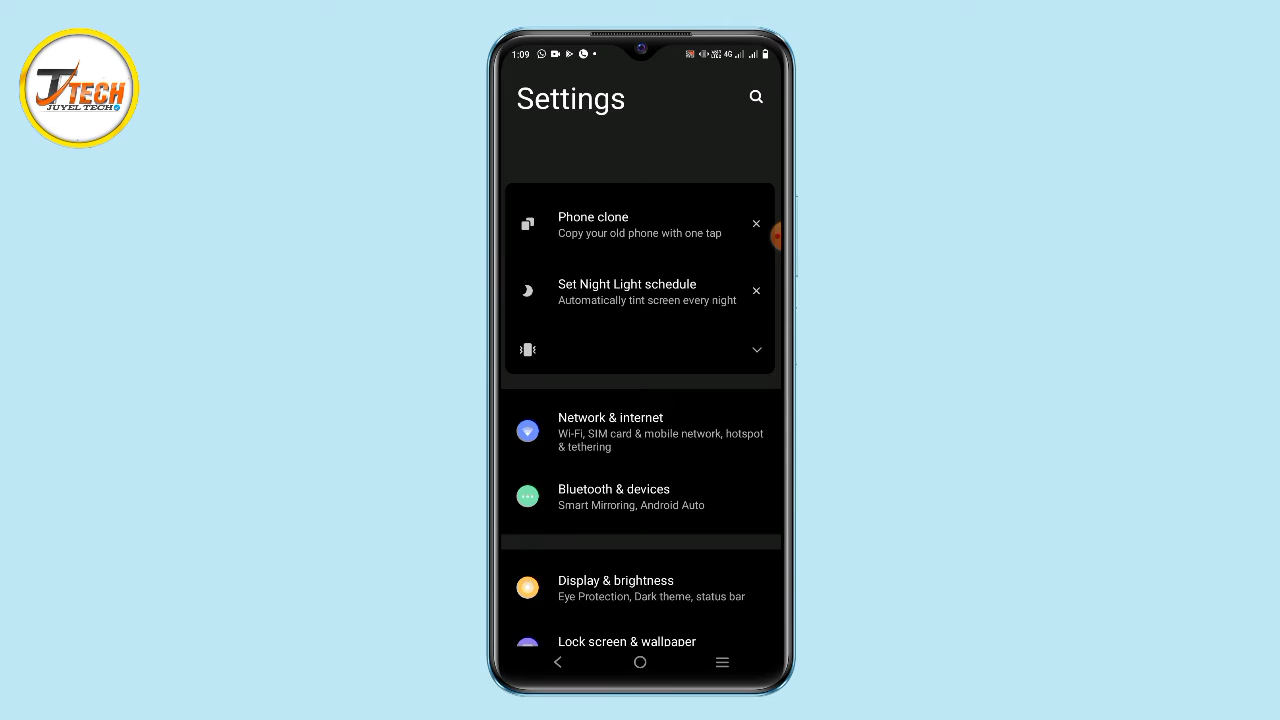 J TECH
JUYEL TECH
1:09
4G
Settings
Phone clone
Copy your old phone with one tap
Set Night Light schedule
Automatically tint screen every night
Network & internet
Wi-Fi, SIM card & mobile network, hotspot
& tethering
Bluetooth & devices
Smart Mirroring, Android Auto
Display & brightness
Eye Protection, Dark theme, status bar
Lock screen & wallpaper